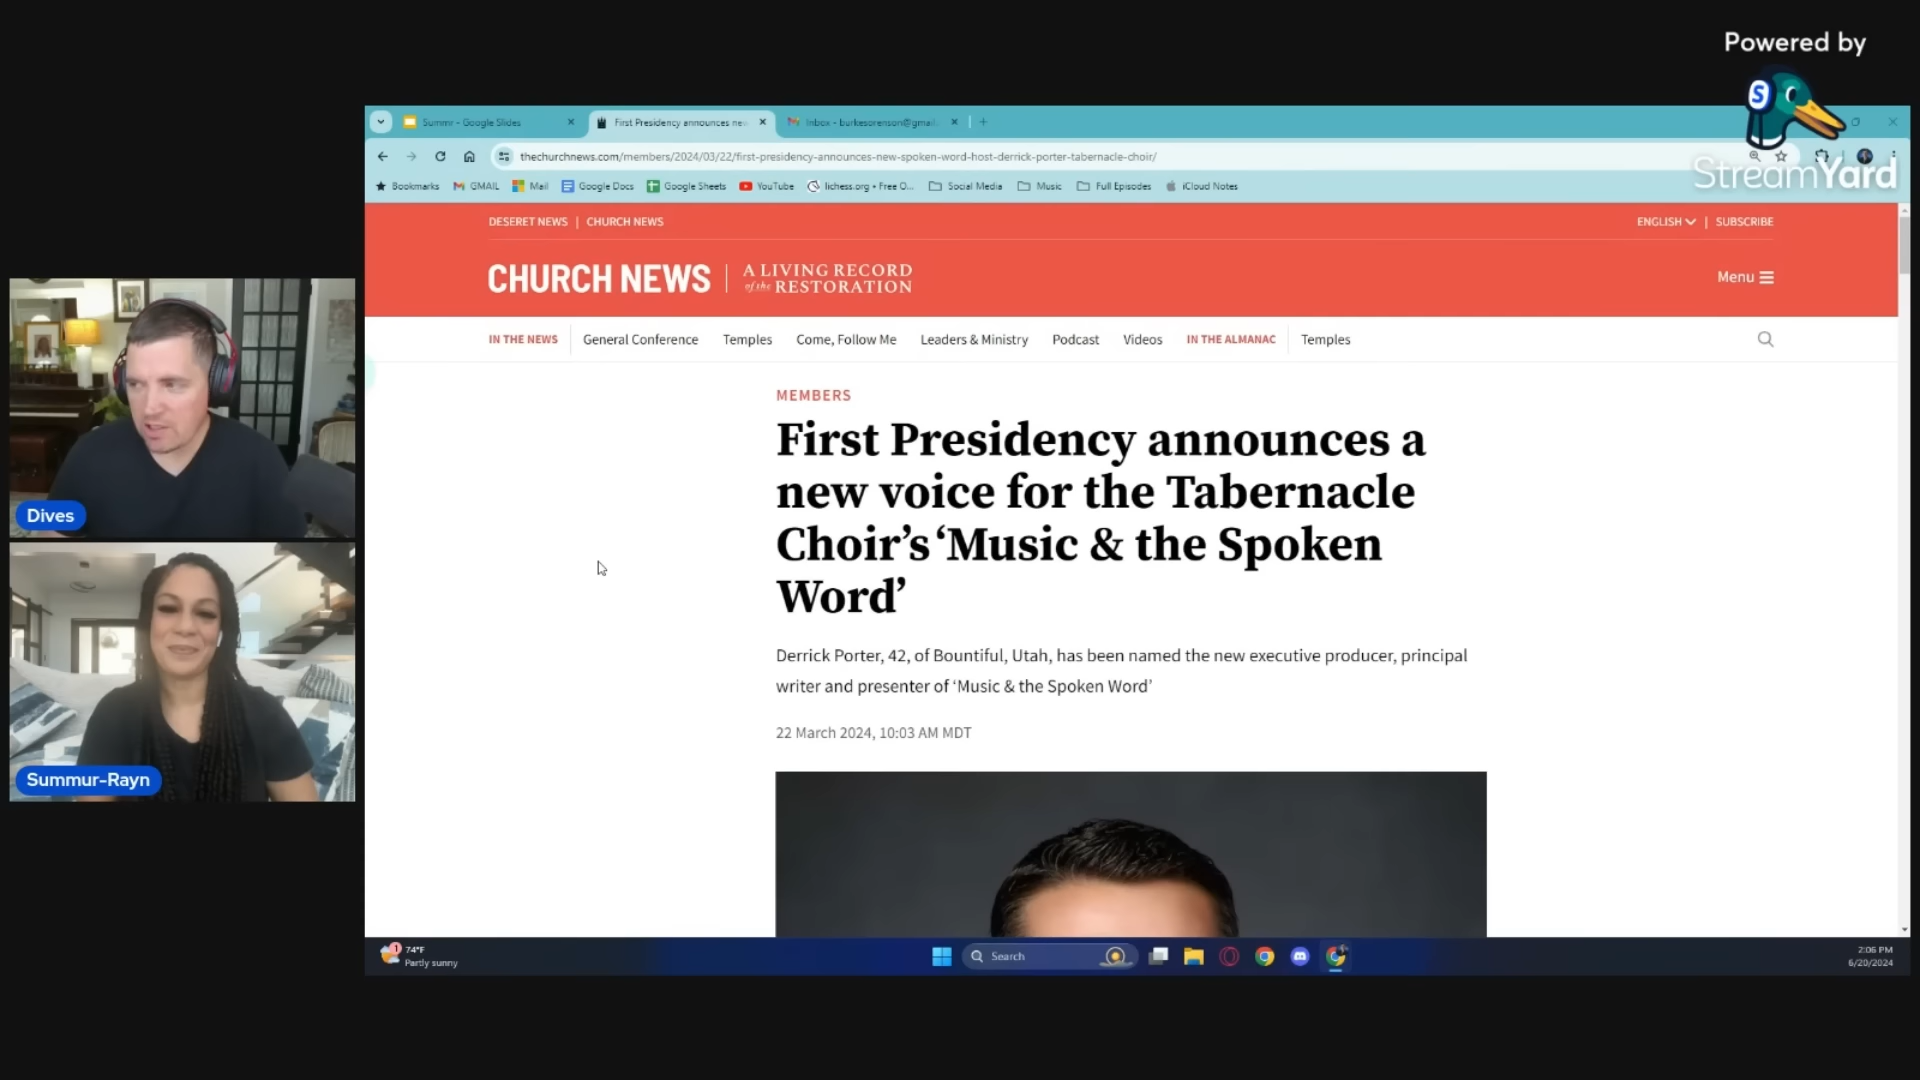 Powered by
StreamYard
Summr - Google Slides
First Presidency announces nev
Inbox - burkesorenson@gmail.
thechurchnews.com/members/2024/03/22/first-presidency-announces-new-spoken-word-host-derrick-porter-tabernacle-choir/
Bookmarks GMAIL Mail Google Docs Google Sheets YouTube lichess.org • Free O... Social Media Music Full Episodes iCloud Notes
DESERET NEWS | CHURCH NEWS
ENGLISH | SUBSCRIBE
CHURCH NEWS | A LIVING RECORD
of the RESTORATION
Menu
IN THE NEWS General Conference Temples Come, Follow Me Leaders & Ministry Podcast Videos IN THE ALMANAC Temples
MEMBERS
First Presidency announces a
new voice for the Tabernacle
Choir’s ‘Music & the Spoken
Word’
Derrick Porter, 42, of Bountiful, Utah, has been named the new executive producer, principal
writer and presenter of ‘Music & the Spoken Word’
22 March 2024, 10:03 AM MDT
Dives
Summur-Rayn
1
74°F
Partly sunny
Search
2:06 PM
6/20/2024